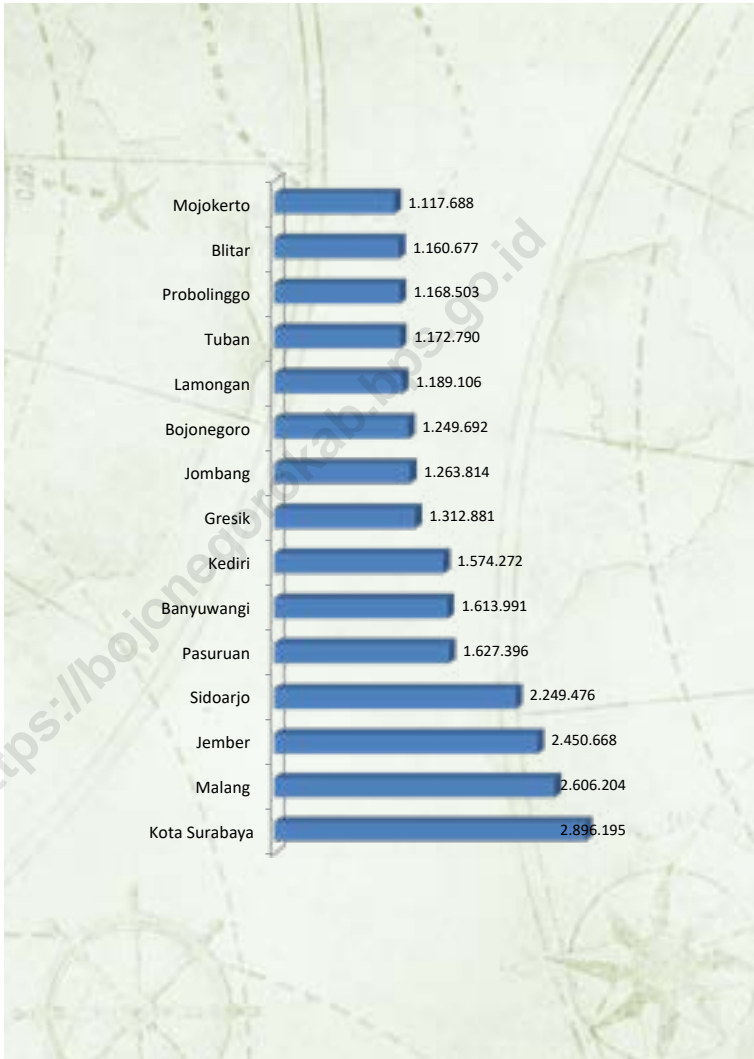 Mojokerto 1.117.688
Blitar 1.160.677
Probolinggo 1.168.503
Tuban 1.172.790
Lamongan 1.189.106
Bojonegoro 1.249.692
Jombang 1.263.814
Gresik 1.312.881
Kediri 1.574.272
Banyuwangi 1.613.991
Pasuruan 1.627.396
Sidoarjo 2.249.476
Jember 2.450.668
Malang 2.606.204
Kota Surabaya 2.896.195
ttps://bojonegorokab.bps.go.id